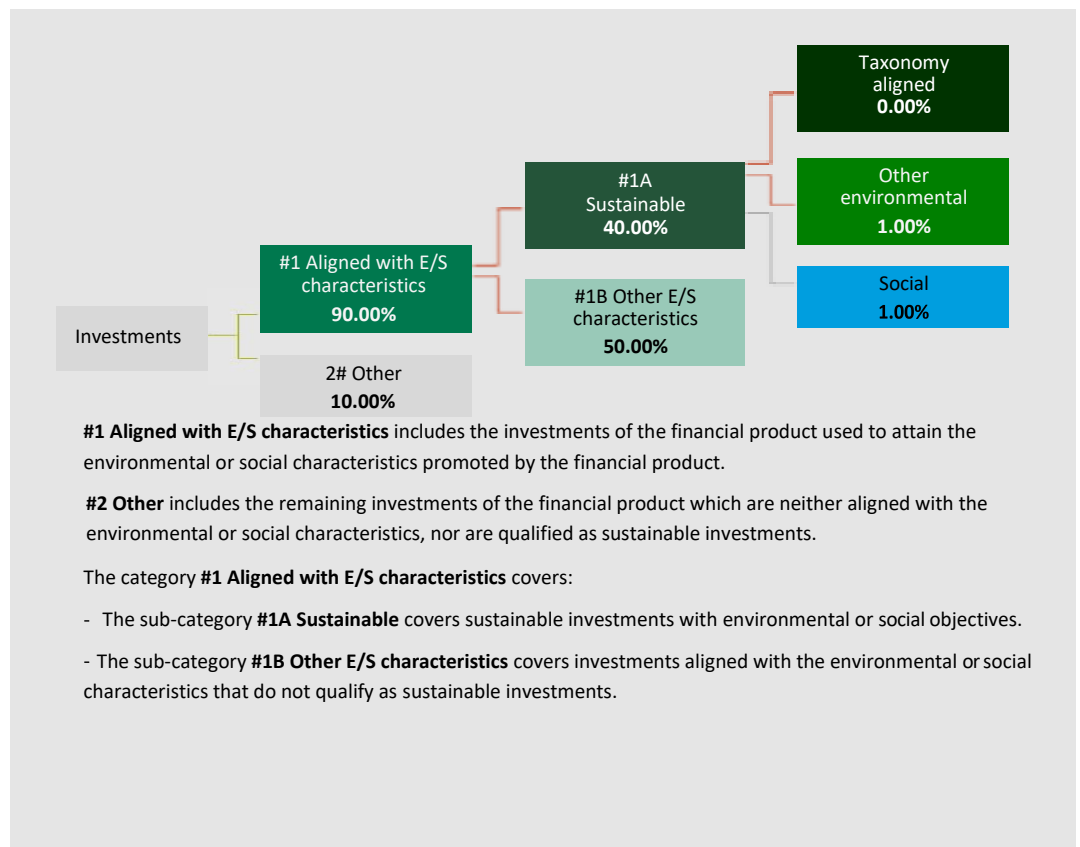 Taxonomy
aligned
0.00%
#1A
Sustainable
40.00%
Other
environmental
1.00%
#1 Aligned with E/S
characteristics
90.00%
#1B Other E/S
characteristics
50.00%
Social
1.00%
Investments
2# Other
10.00%
#1 Aligned with E/S characteristics includes the investments of the financial product used to attain the
environmental or social characteristics promoted by the financial product.
#2 Other includes the remaining investments of the financial product which are neither aligned with the
environmental or social characteristics, nor are qualified as sustainable investments.
The category #1 Aligned with E/S characteristics covers:
- The sub-category #1A Sustainable covers sustainable investments with environmental or social objectives.
- The sub-category #1B Other E/S characteristics covers investments aligned with the environmental or social
characteristics that do not qualify as sustainable investments.